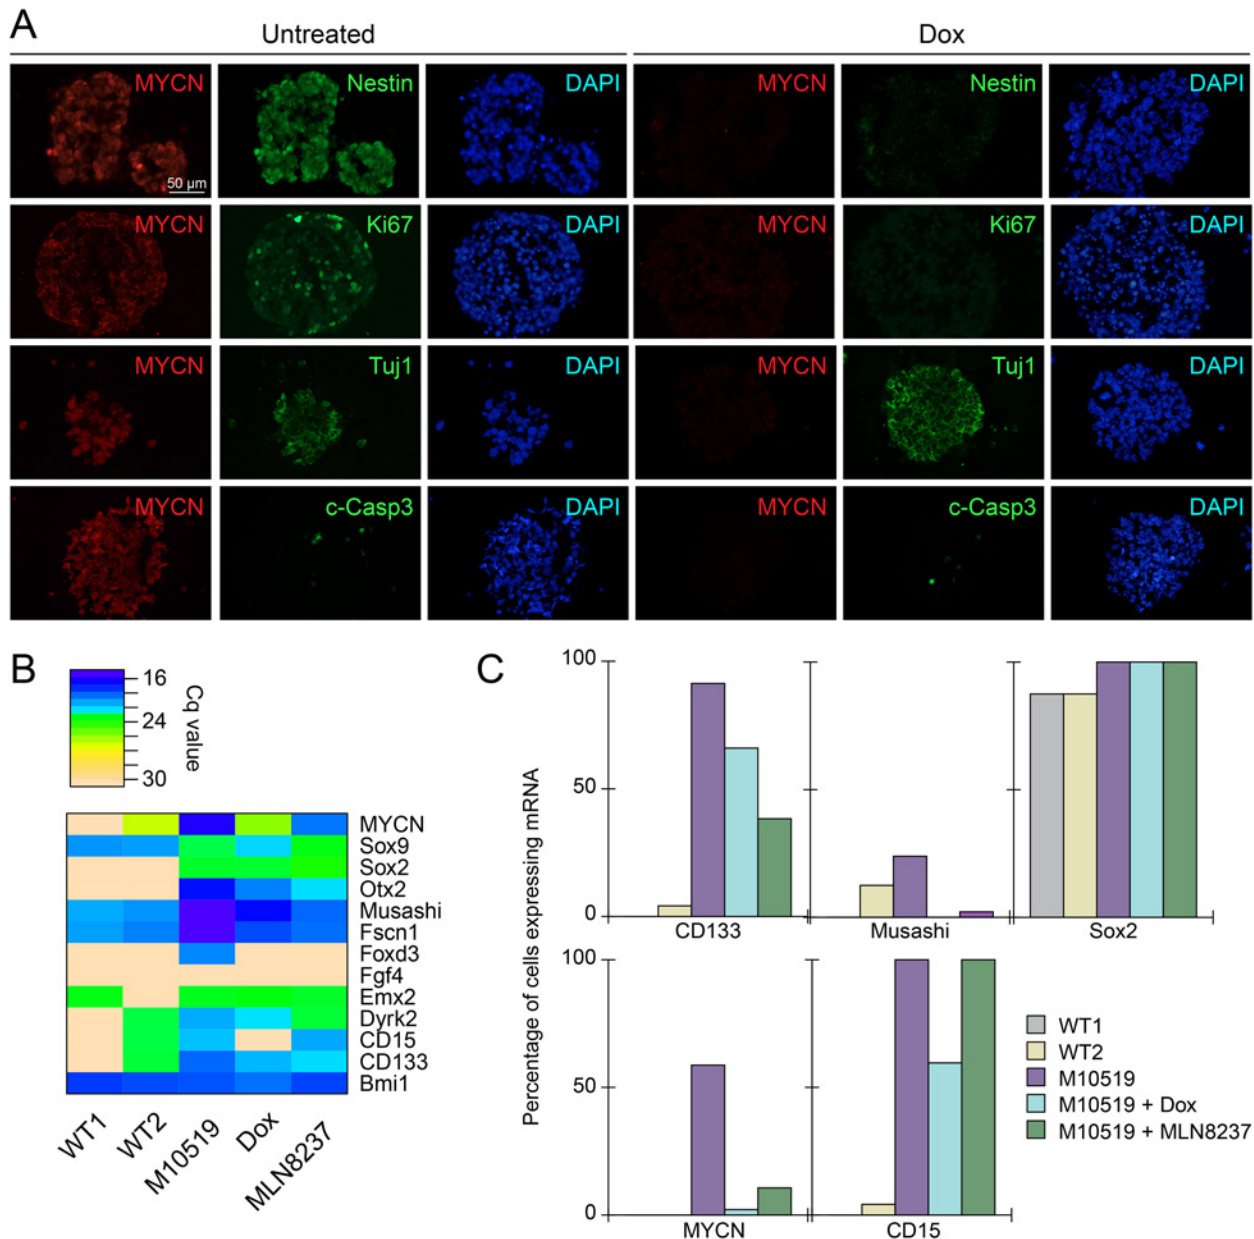 A
Untreated
Dox
MYCN
Nestin
DAPI
MYCN
Nestin
DAPI
50 µm
MYCN
Ki67
DAPI
MYCN
Ki67
DAPI
MYCN
Tuj1
DAPI
MYCN
Tuj1
DAPI
MYCN
c-Casp3
DAPI
MYCN
c-Casp3
DAPI
B
16
24
30
Cq value
MYCN
Sox9
Sox2
Otx2
Musashi
Fscn1
Foxd3
Fgf4
Emx2
Dyrk2
CD15
CD133
Bmi1
WT1
WT2
M10519
Dox
MLN8237
C
Percentage of cells expressing mRNA
100
50
0
CD133
Musashi
Sox2
100
50
0
MYCN
CD15
WT1
WT2
M10519
M10519 + Dox
M10519 + MLN8237